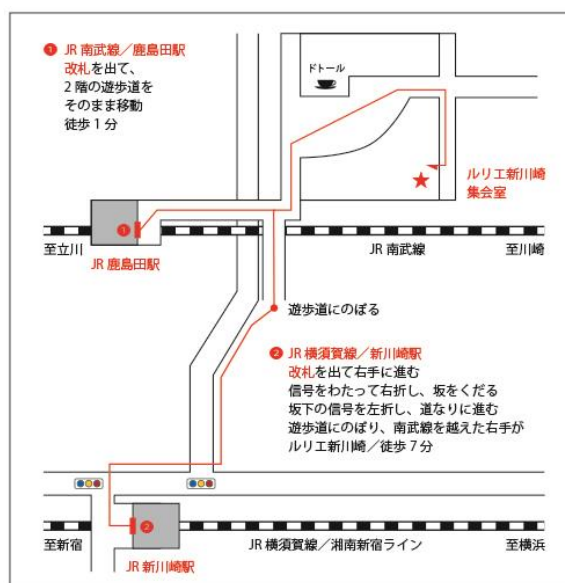 ❶ JR 南武線／鹿島田駅
改札を出て、
2 階の遊歩道を
そのまま移動
徒歩 1 分
ドトール
ルリエ新川崎
集会室
❶
至立川
JR 南武線
至川崎
JR 鹿島田駅
遊歩道にのぼる
❷ JR 横須賀線／新川崎駅
改札を出て右手に進む
信号をわたって右折し、坂をくだる
坂下の信号を左折し、道なりに進む
遊歩道にのぼり、南武線を越えた右手が
ルリエ新川崎／徒歩 7 分
❷
至新宿
JR 横須賀線／湘南新宿ライン
至横浜
JR 新川崎駅